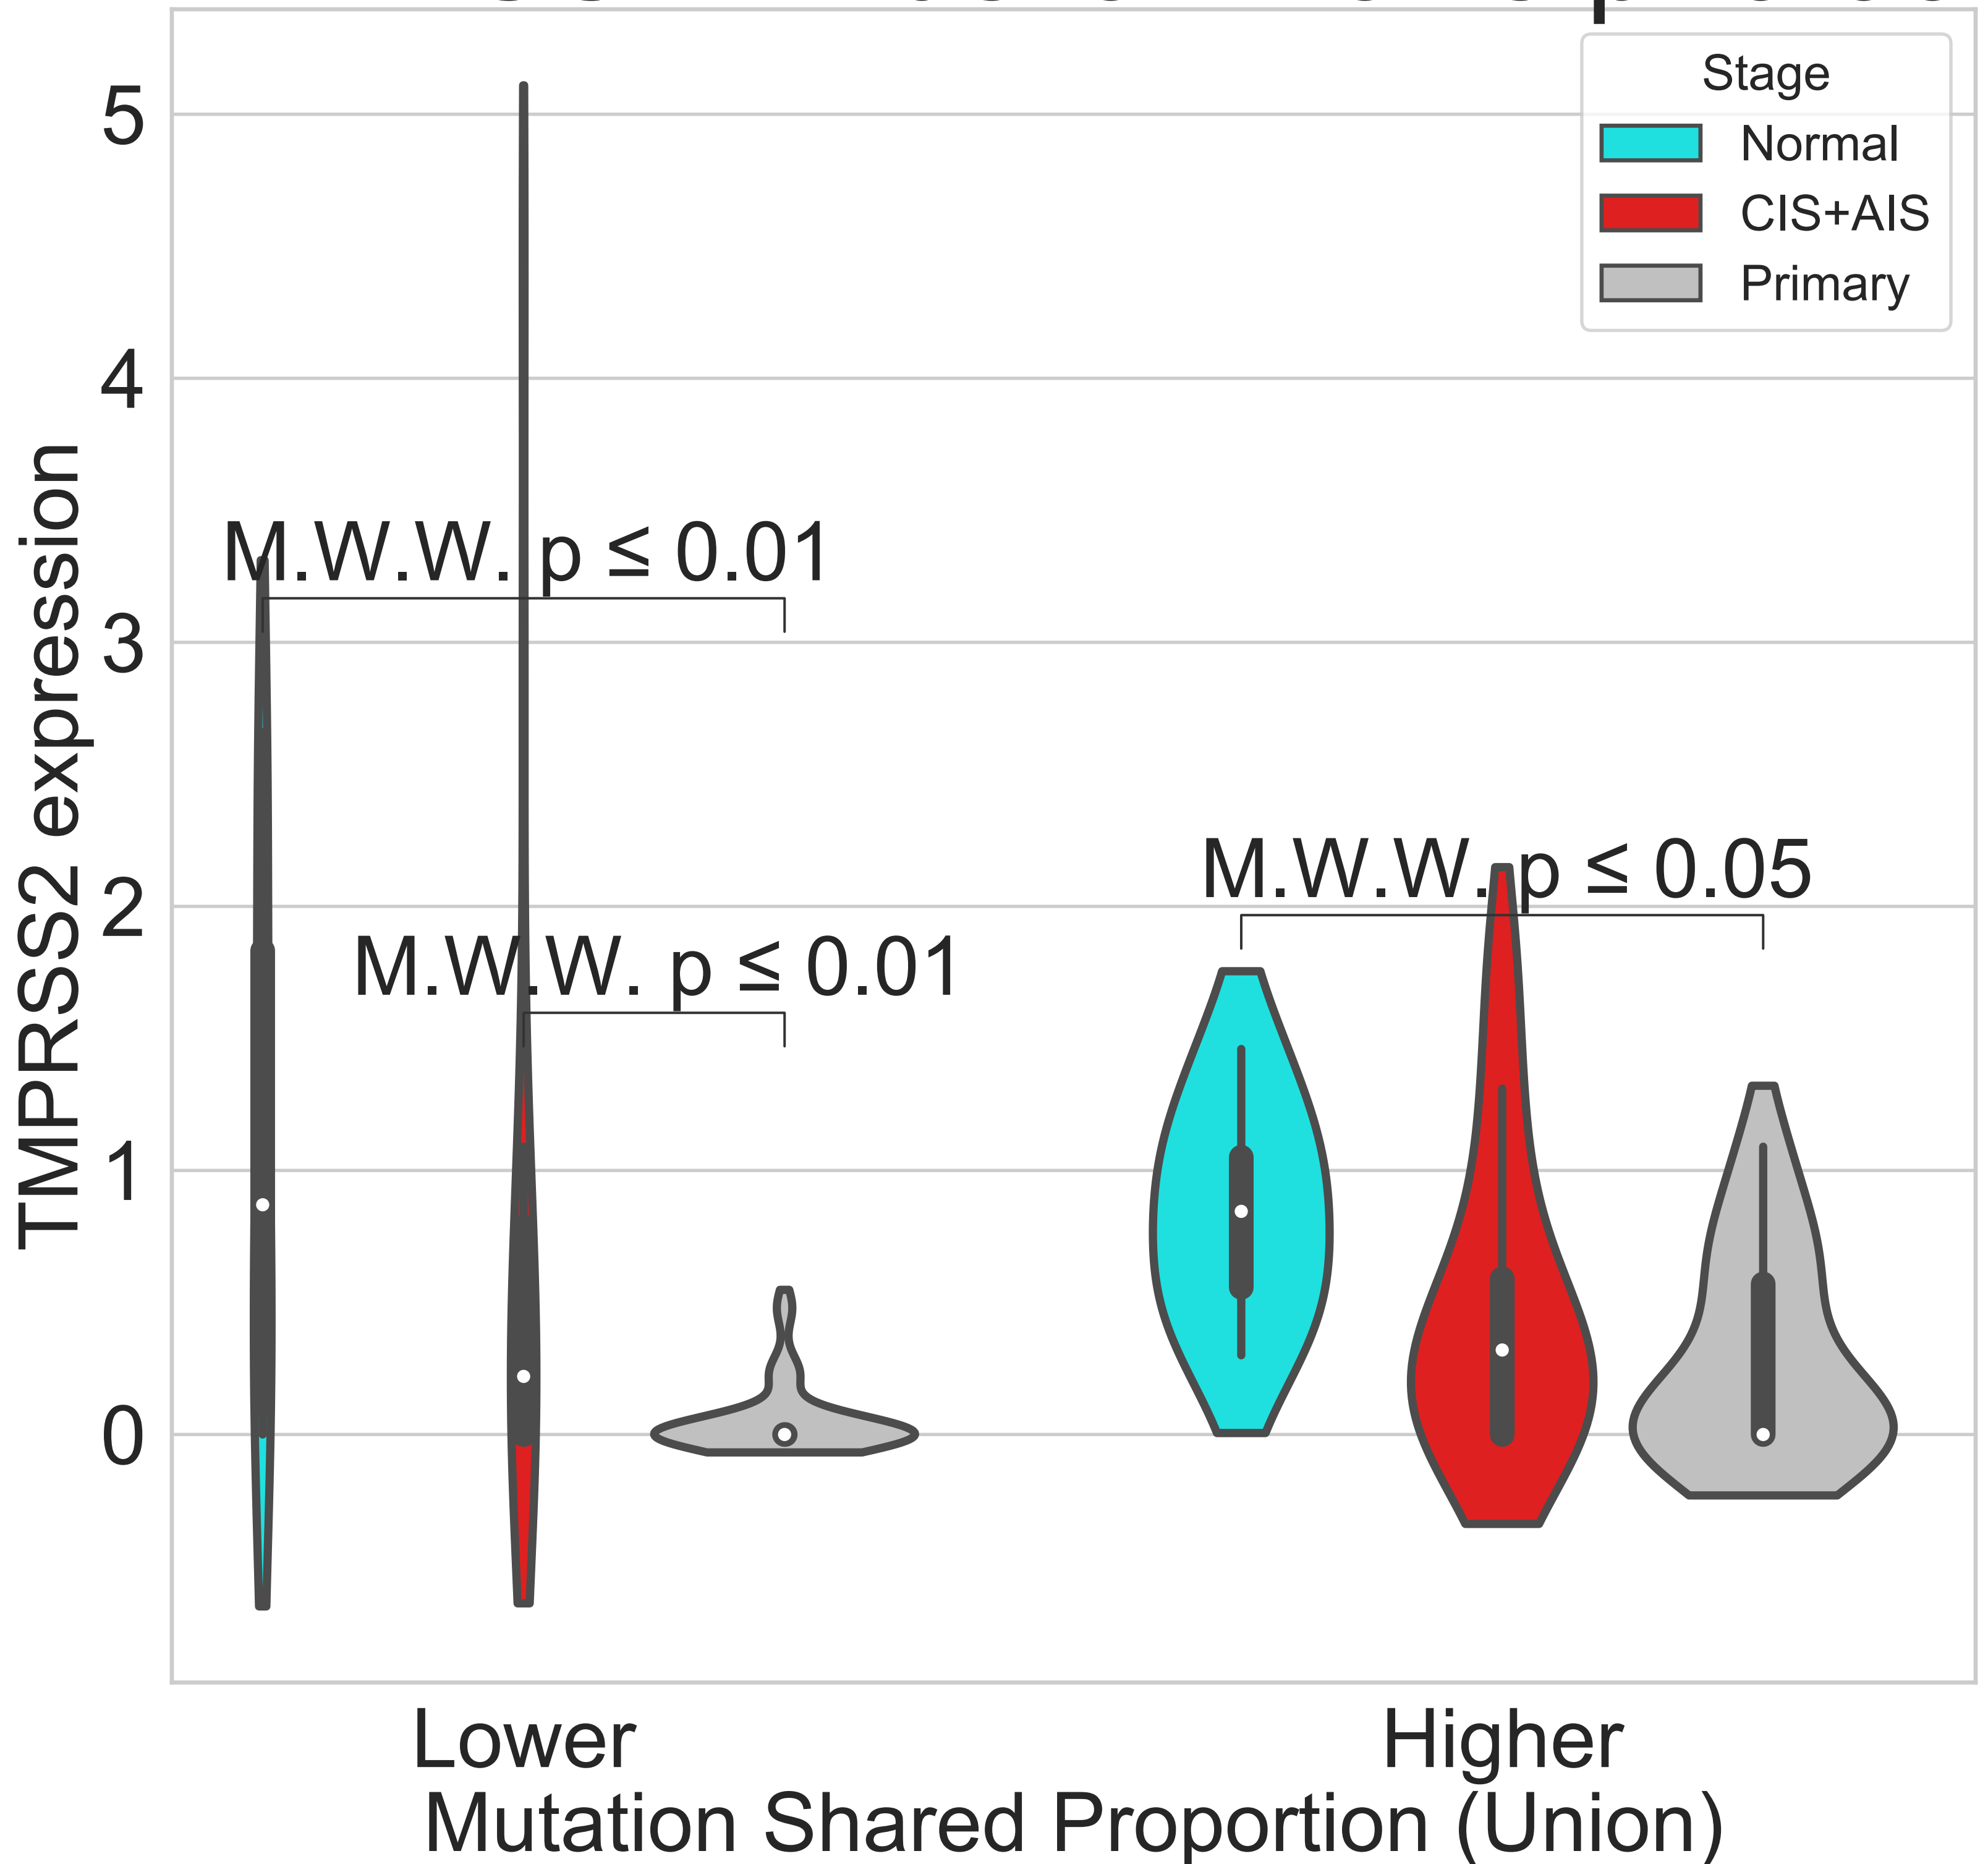 Stage
Normal
CIS+AIS
Primary
5
4
3
2
1
0
TMPRSS2 expression
M.W.W. p ≤ 0.01
M.W.W. p ≤ 0.01
M.W.W. p ≤ 0.05
Lower
Higher
Mutation Shared Proportion (Union)